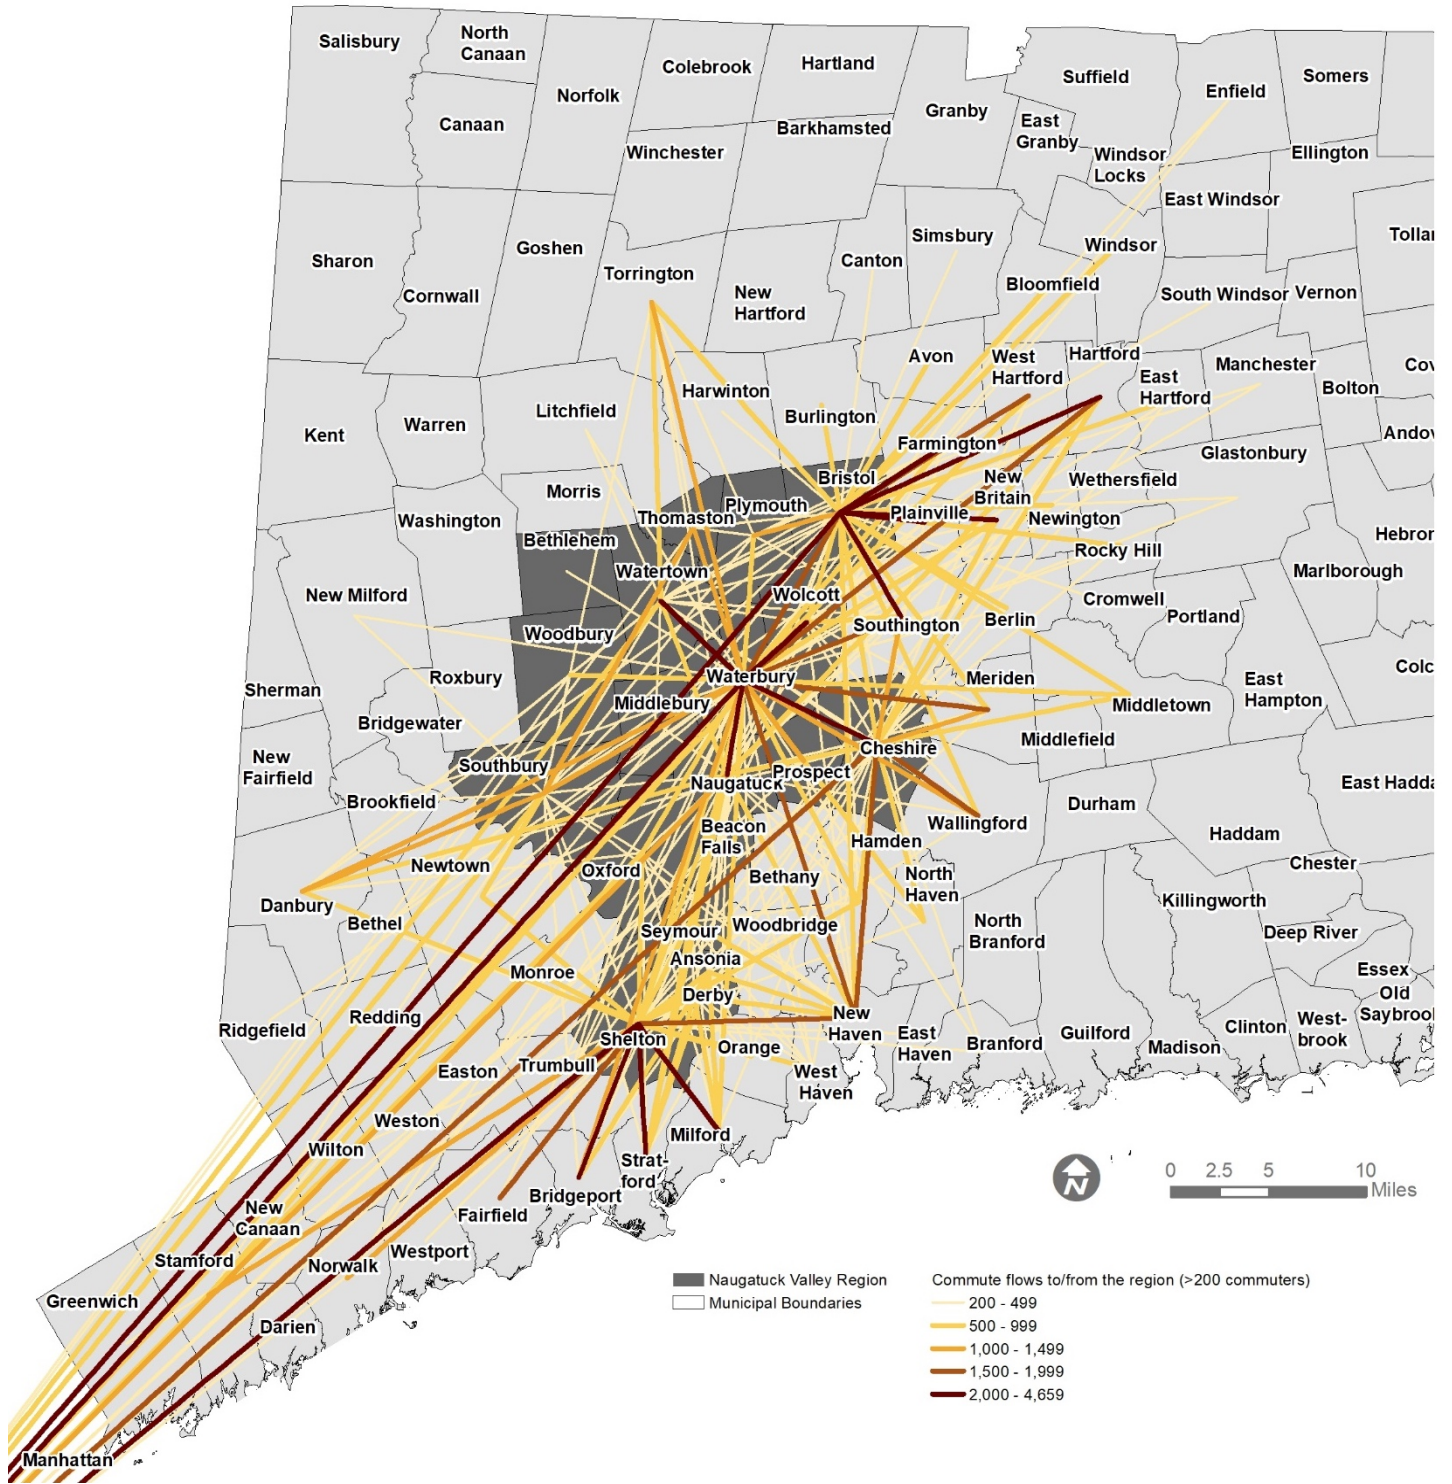 Salisbury
North
Canaan
Colebrook
Hartland
Suffield
Enfield
Somers
Norfolk
Canaan
Granby
East
Granby
Barkhamsted
Winchester
Windsor
Locks
Ellington
East Windsor
Simsbury
Windsor
Tollar
Sharon
Goshen
Torrington
Canton
Cornwall
New
Hartford
Bloomfield
South Windsor
Vernon
Avon
West
Hartford
Hartford
East
Hartford
Manchester
Bolton
Cov
Harwinton
Litchfield
Burlington
Warren
Kent
Farmington
Glastonbury
Andov
Bristol
New
Britain
Wethersfield
Morris
Plymouth
Thomaston
Plainville
Newington
Washington
Bethlehem
Rocky Hill
Hebron
Watertown
Marlborough
New Milford
Wolcott
Cromwell
Portland
Southington
Berlin
Woodbury
Roxbury
Waterbury
Meriden
Colc
Sherman
Middlebury
Middletown
East
Hampton
Bridgewater
Cheshire
Middlefield
New
Fairfield
Southbury
Naugatuck
Prospect
East Hadda
Brookfield
Durham
Wallingford
Beacon
Falls
Hamden
Haddam
Newtown
Oxford
Bethany
North
Haven
Chester
Danbury
Bethel
Killingworth
Seymour
Woodbridge
North
Branford
Deep River
Ansonia
Monroe
Essex
Derby
Old
Saybrook
Redding
Ridgefield
New
Haven
East
Haven
Branford
Guilford
Clinton
West-
brook
Shelton
Orange
Madison
Easton
Trumbull
West
Haven
Weston
Milford
Wilton
Strat-
ford
Bridgeport
New
Canaan
Fairfield
Stamford
Norwalk
Westport
Greenwich
Darien
Manhattan
N
0 2.5 5 10
Miles
Naugatuck Valley Region
Municipal Boundaries
Commute flows to/from the region (>200 commuters)
200 - 499
500 - 999
1,000 - 1,499
1,500 - 1,999
2,000 - 4,659